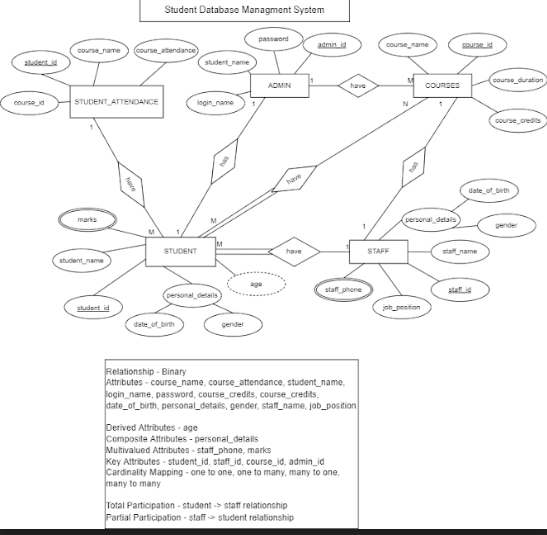 Student Database Managment System
password
course_name
course_attendance
admin_id
course_name
course_id
student_id
student_name
course_duration
course_id
STUDENT_ATTENDANCE
login_name
ADMIN
1
have
M
COURSES
course_credits
1
1
N
1
have
has
have
has
date_of_birth
marks
personal_details
gender
M
1
M
M
1
1
student_name
STUDENT
have
STAFF
staff_name
age
student_id
personal_details
staff_phone
staff_id
date_of_birth
gender
job_position
Relationship - Binary
Attributes - course_name, course_attendance, student_name,
login_name, password, course_credits, course_credits,
date_of_birth, personal_details, gender, staff_name, job_position
Derived Attributes - age
Composite Attributes - personal_details
Multivalued Attributes - staff_phone, marks
Key Attributes - student_id, staff_id, course_id, admin_id
Cardinality Mapping - one to one, one to many, many to one,
many to many
Total Participation - student -> staff relationship
Partial Participation - staff -> student relationship